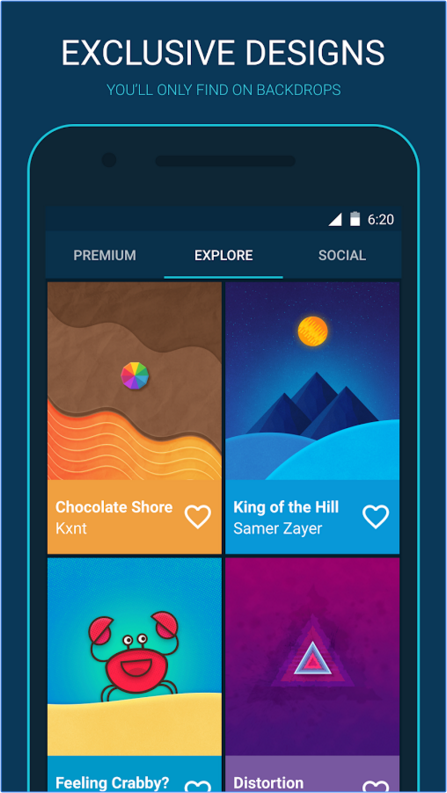 EXCLUSIVE DESIGNS
YOU'LL ONLY FIND ON BACKDROPS
6:20
PREMIUM EXPLORE SOCIAL
Chocolate Shore
Kxnt
King of the Hill
Samer Zayer
Feeling Crabby?
Distortion